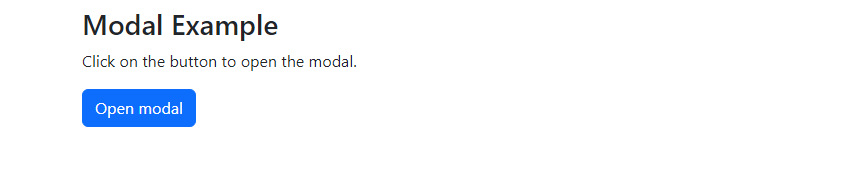 Modal Example
Click on the button to open the modal.
Open modal